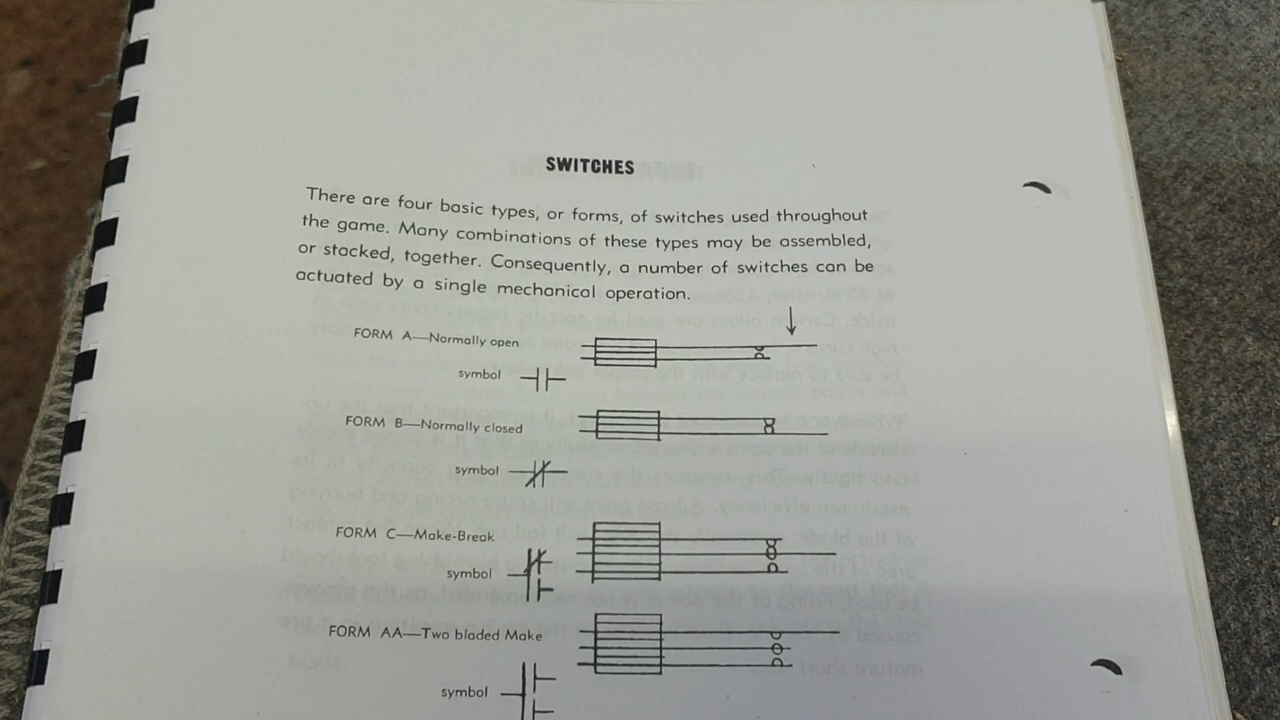 SWITCHES
There are four basic types, or forms, of switches used throughout
the game. Many combinations of these types may be assembled,
or stacked, together. Consequently, a number of switches can be
actuated by a single mechanical operation.
FORM A—Normally open
symbol
FORM B—Normally closed
symbol
FORM C—Make-Break
symbol
FORM AA—Two bladed Make
symbol